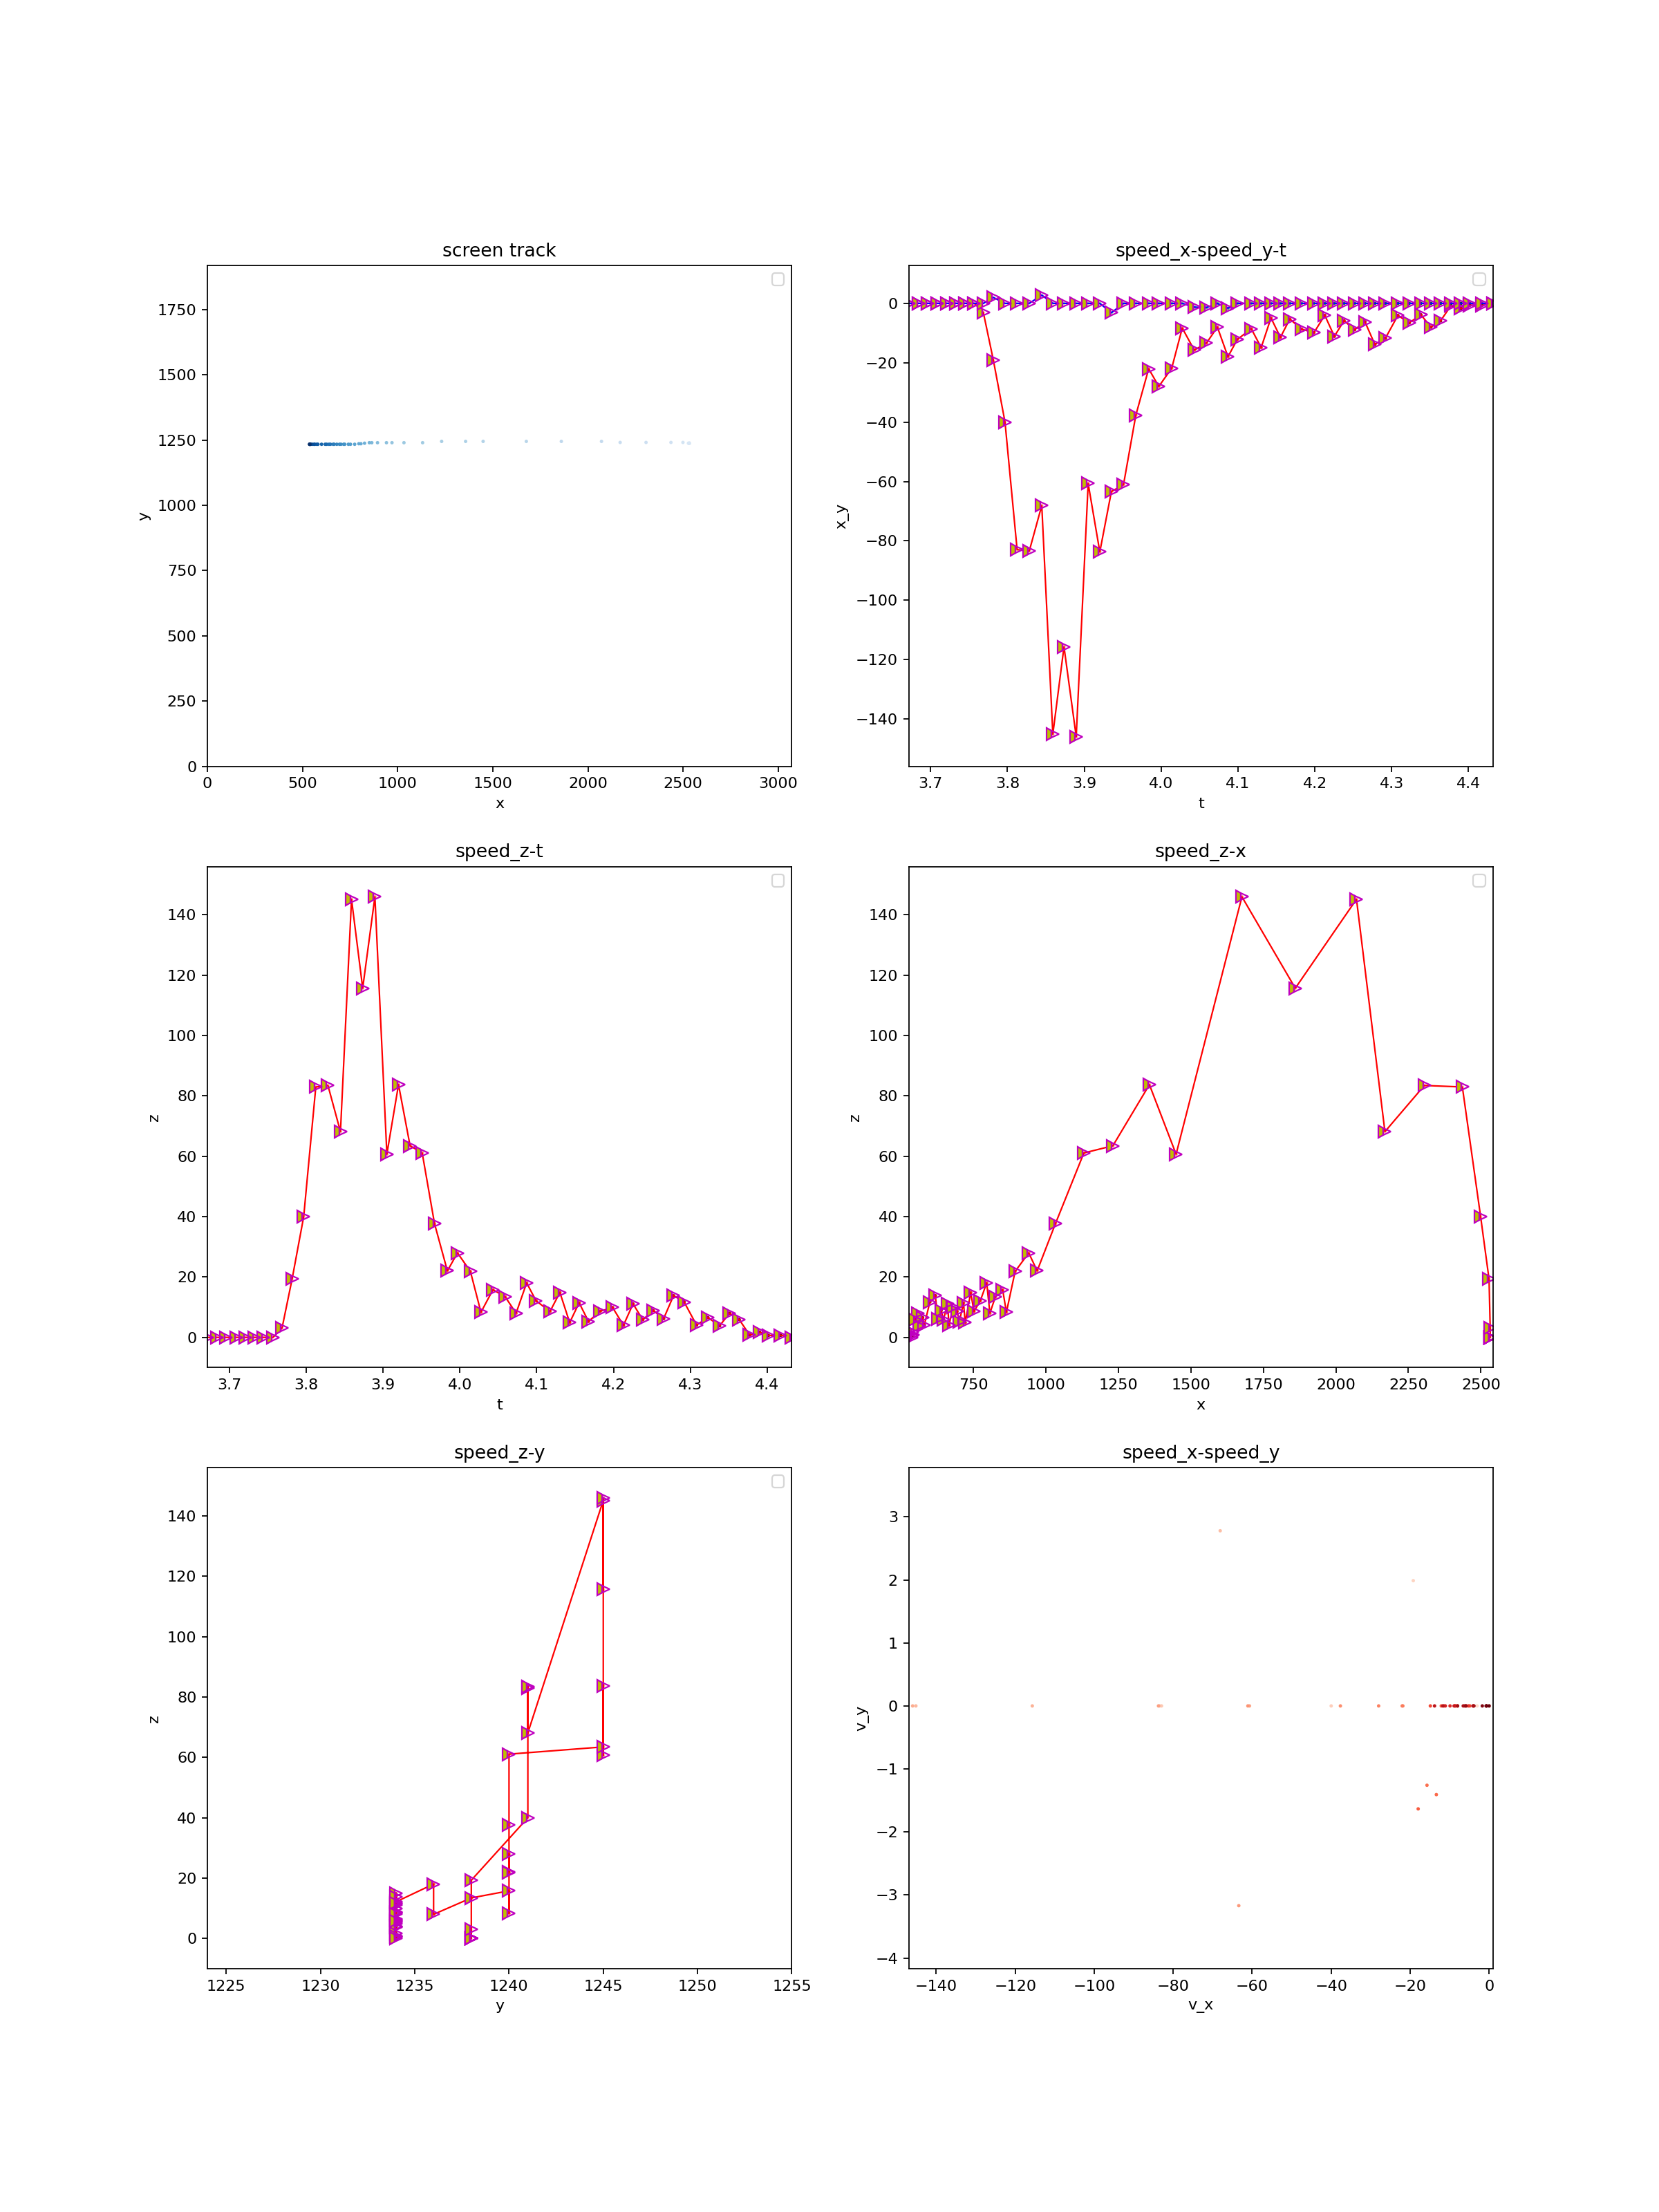 screen track
1750
1500
1250
1000
750
500
250
0
y
0 500 1000 1500 2000 2500 3000
x
speed_x-speed_y-t
0
−20
−40
−60
−80
−100
−120
−140
x_y
3.7 3.8 3.9 4.0 4.1 4.2 4.3 4.4
t
speed_z-t
140
120
100
80
60
40
20
0
z
3.7 3.8 3.9 4.0 4.1 4.2 4.3 4.4
t
speed_z-x
140
120
100
80
60
40
20
0
z
750 1000 1250 1500 1750 2000 2250 2500
x
speed_z-y
140
120
100
80
60
40
20
0
z
1225 1230 1235 1240 1245 1250 1255
y
speed_x-speed_y
3
2
1
0
−1
−2
−3
−4
v_y
−140 −120 −100 −80 −60 −40 −20 0
v_x